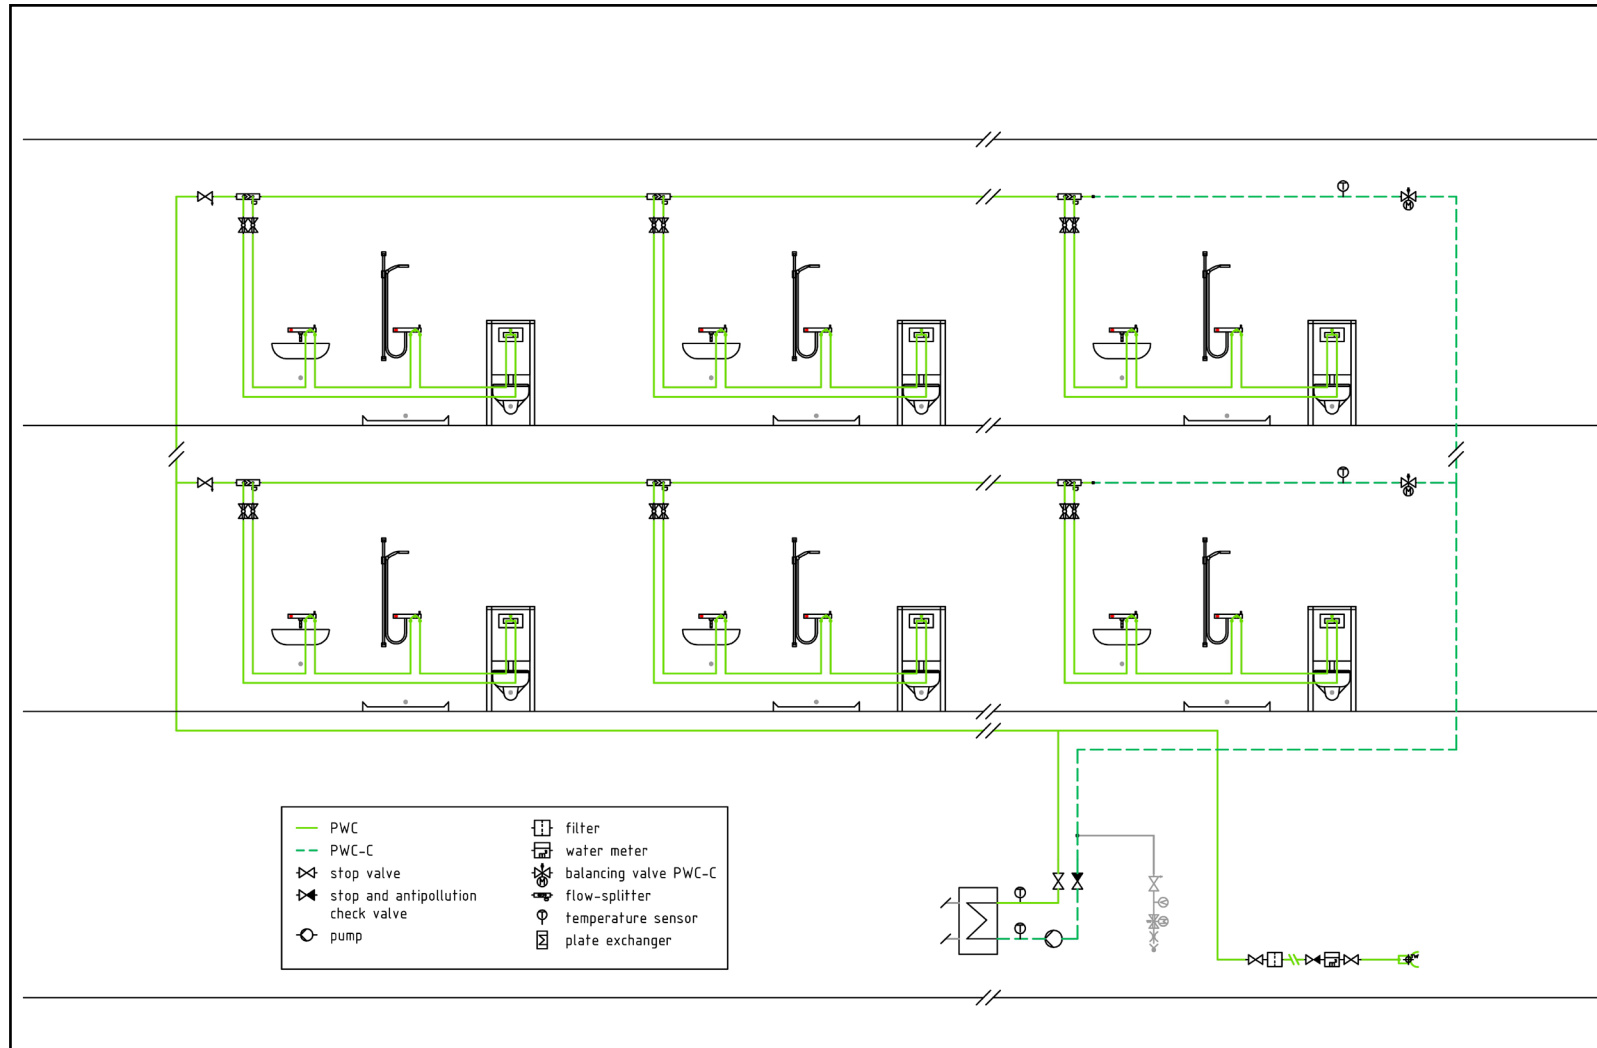 T
M
T
M
PWC
PWC-C
stop valve
stop and antipollution
check valve
pump
filter
water meter
balancing valve PWC-C
flow-splitter
temperature sensor
plate exchanger
M
T
T
T